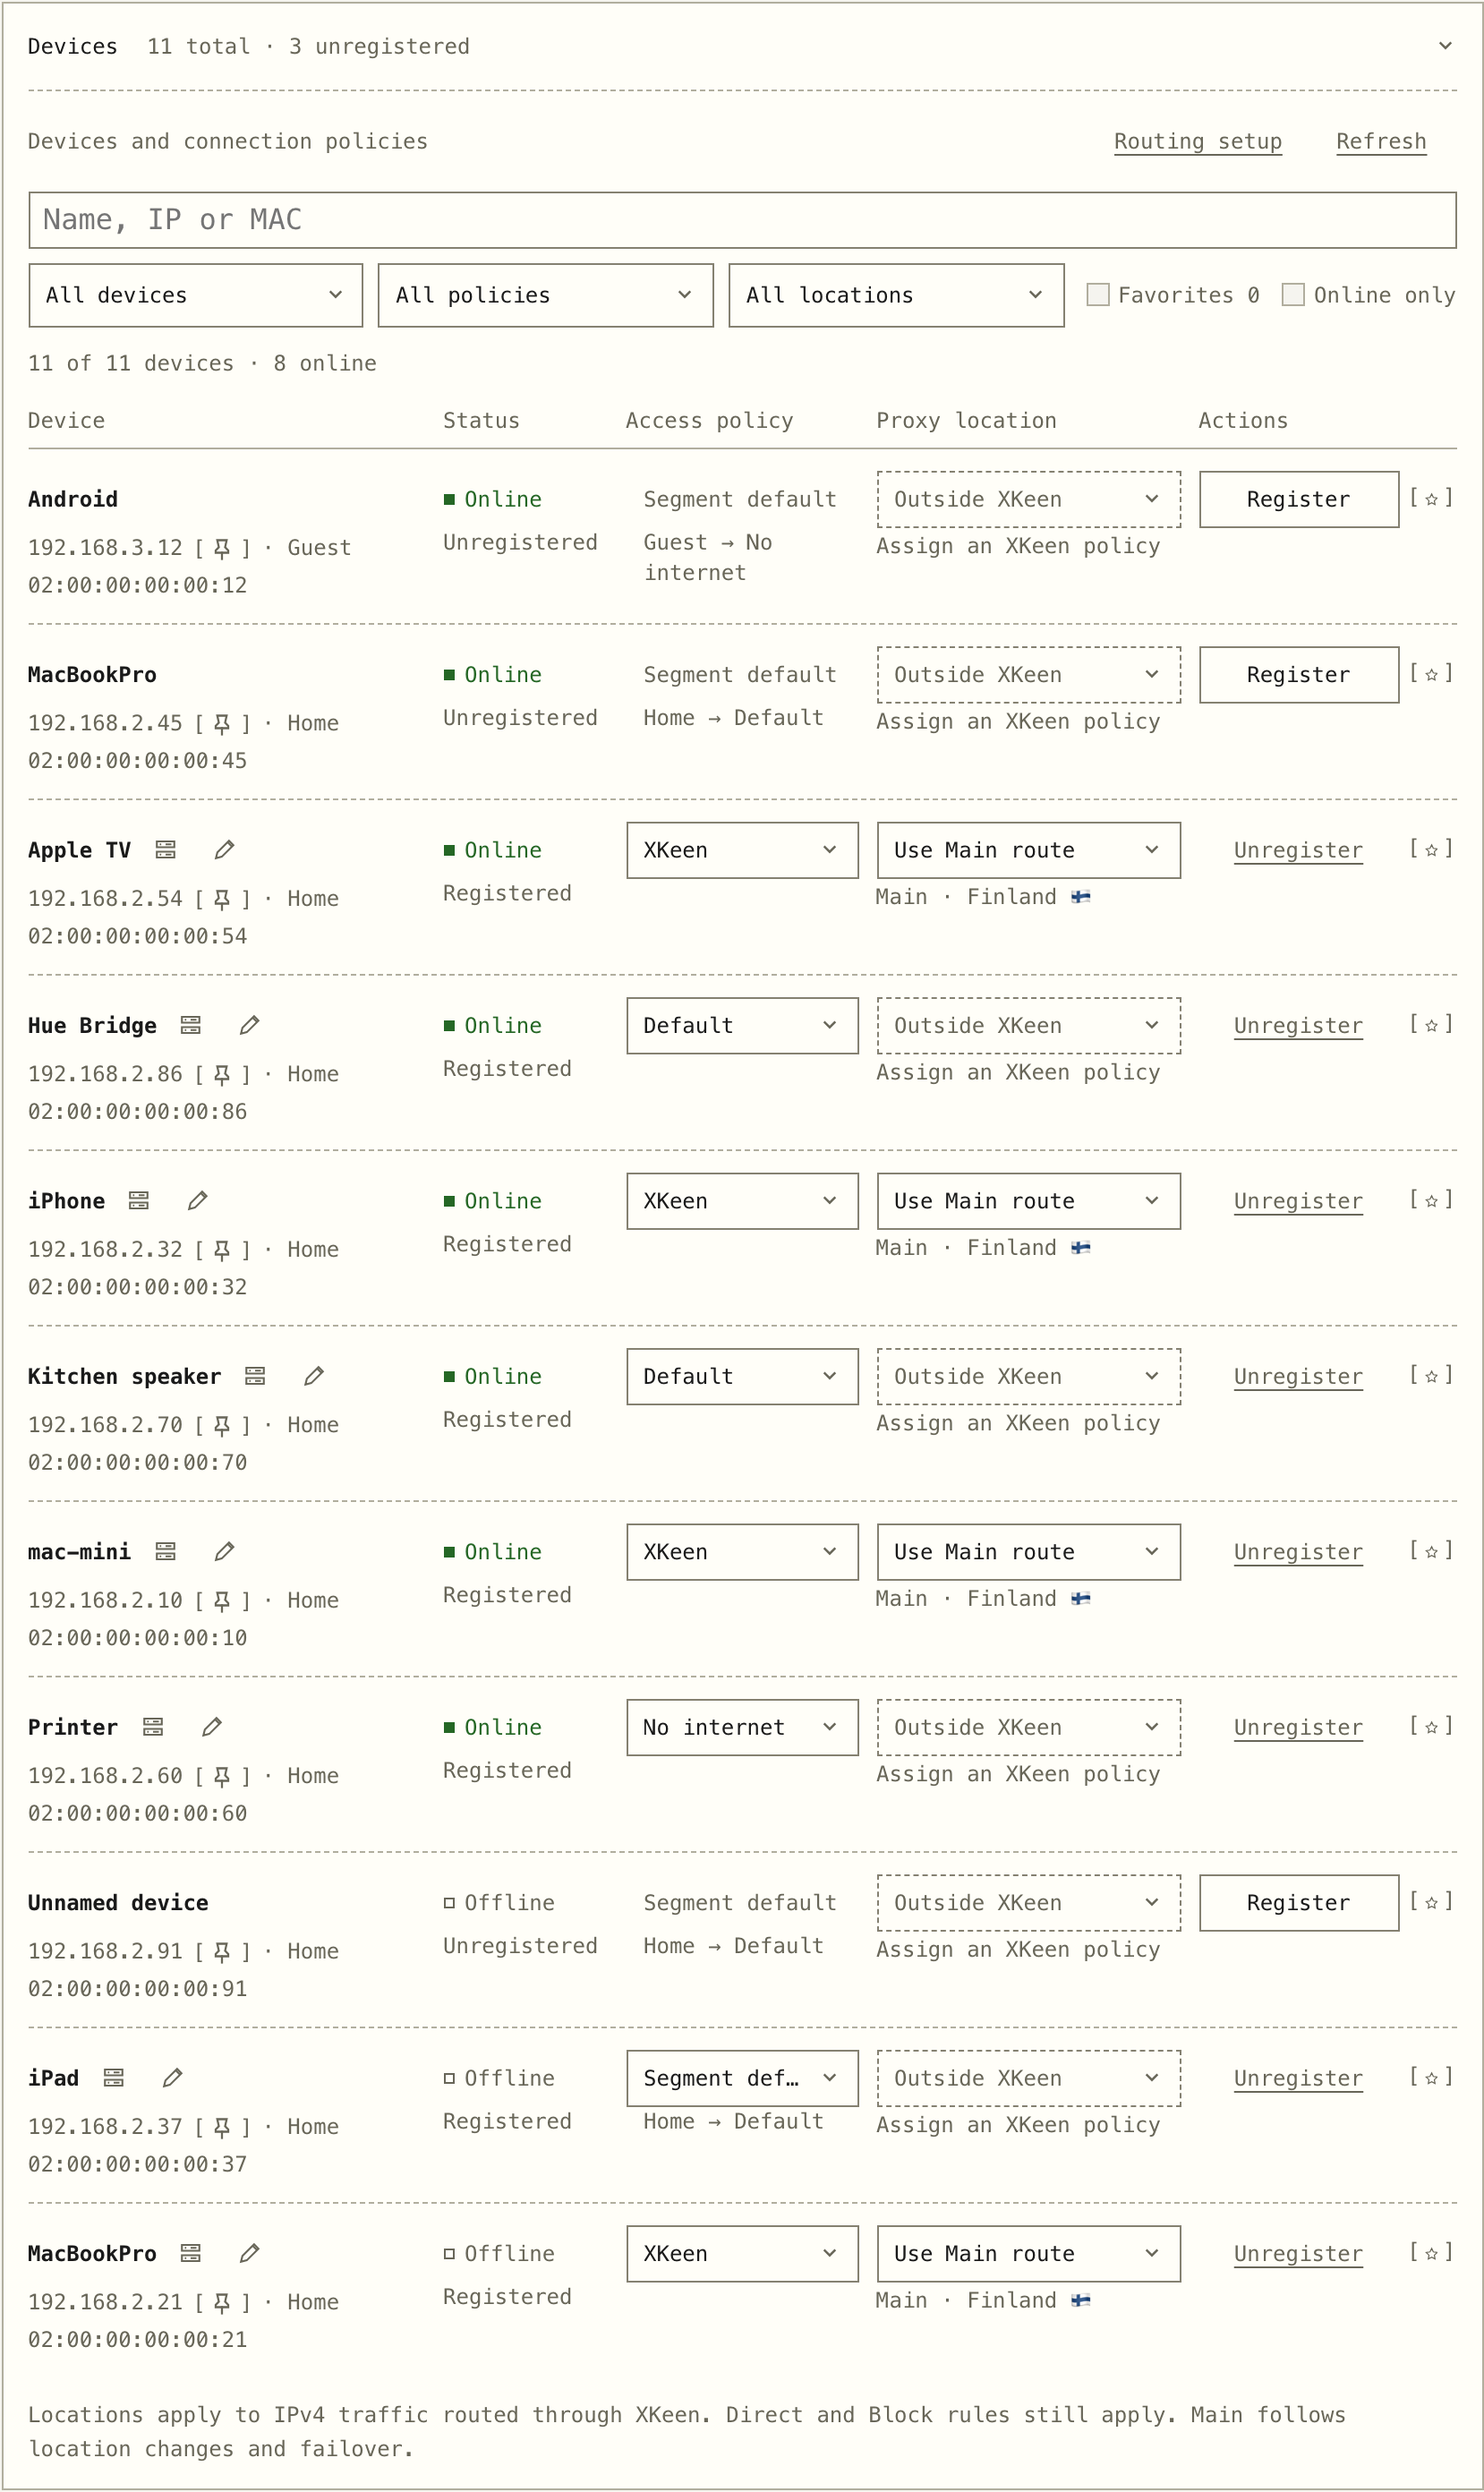 Devices 11 total · 3 unregistered
Devices and connection policies Routing setup Refresh
Name, IP or MAC
All devices All policies All locations Favorites 0 Online only
11 of 11 devices · 8 online
Device Status Access policy Proxy location Actions
Android Online Segment default Outside XKeen Register [☆]
192.168.3.12 [ ] · Guest Unregistered Guest → No internet Assign an XKeen policy
02:00:00:00:00:12
MacBookPro Online Segment default Outside XKeen Register [☆]
192.168.2.45 [ ] · Home Unregistered Home → Default Assign an XKeen policy
02:00:00:00:00:45
Apple TV Online XKeen Use Main route Unregister [☆]
192.168.2.54 [ ] · Home Registered Main · Finland 🇫🇮
02:00:00:00:00:54
Hue Bridge Online Default Outside XKeen Unregister [☆]
192.168.2.86 [ ] · Home Registered Assign an XKeen policy
02:00:00:00:00:86
iPhone Online XKeen Use Main route Unregister [☆]
192.168.2.32 [ ] · Home Registered Main · Finland 🇫🇮
02:00:00:00:00:32
Kitchen speaker Online Default Outside XKeen Unregister [☆]
192.168.2.70 [ ] · Home Registered Assign an XKeen policy
02:00:00:00:00:70
mac-mini Online XKeen Use Main route Unregister [☆]
192.168.2.10 [ ] · Home Registered Main · Finland 🇫🇮
02:00:00:00:00:10
Printer Online No internet Outside XKeen Unregister [☆]
192.168.2.60 [ ] · Home Registered Assign an XKeen policy
02:00:00:00:00:60
Unnamed device Offline Segment default Outside XKeen Register [☆]
192.168.2.91 [ ] · Home Unregistered Home → Default Assign an XKeen policy
02:00:00:00:00:91
iPad Offline Segment def… Outside XKeen Unregister [☆]
192.168.2.37 [ ] · Home Registered Home → Default Assign an XKeen policy
02:00:00:00:00:37
MacBookPro Offline XKeen Use Main route Unregister [☆]
192.168.2.21 [ ] · Home Registered Main · Finland 🇫🇮
02:00:00:00:00:21
Locations apply to IPv4 traffic routed through XKeen. Direct and Block rules still apply. Main follows
location changes and failover.